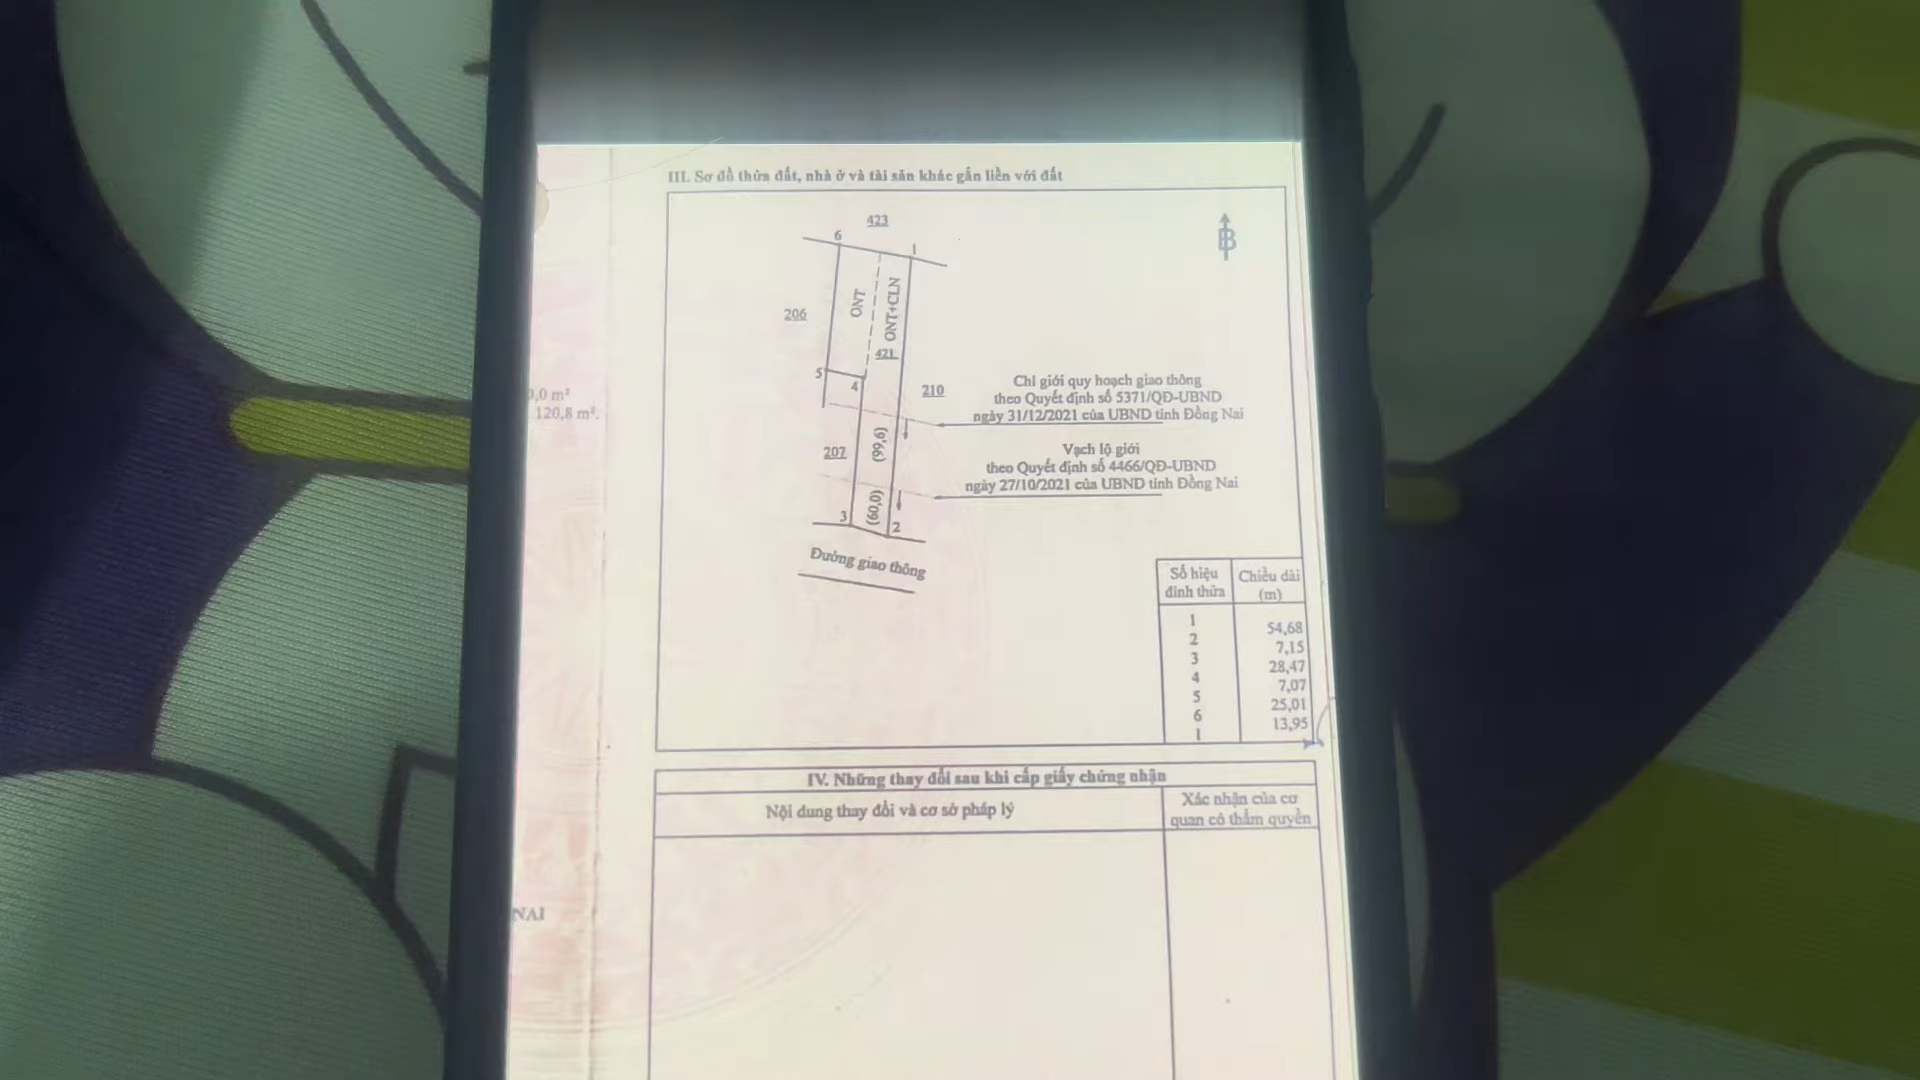 III. Sơ đồ thửa đất, nhà ở và tài sản khác gắn liền với đất
423
6
1
B
206
ONT
ONT+CLN
421
5
4
210
Chỉ giới quy hoạch giao thông
theo Quyết định số 5371/QĐ-UBND
ngày 31/12/2021 của UBND tỉnh Đồng Nai
,0 m²
120,8 m².
207
(99,6)
Vạch lộ giới
theo Quyết định số 4466/QĐ-UBND
ngày 27/10/2021 của UBND tỉnh Đồng Nai
(60,0)
3
2
Đường giao thông
Số hiệu đỉnh thửa
Chiều dài (m)
1
54,68
2
7,15
3
28,47
4
7,07
5
25,01
6
13,95
1
IV. Những thay đổi sau khi cấp giấy chứng nhận
Nội dung thay đổi và cơ sở pháp lý
Xác nhận của cơ
quan có thẩm quyền
NAI